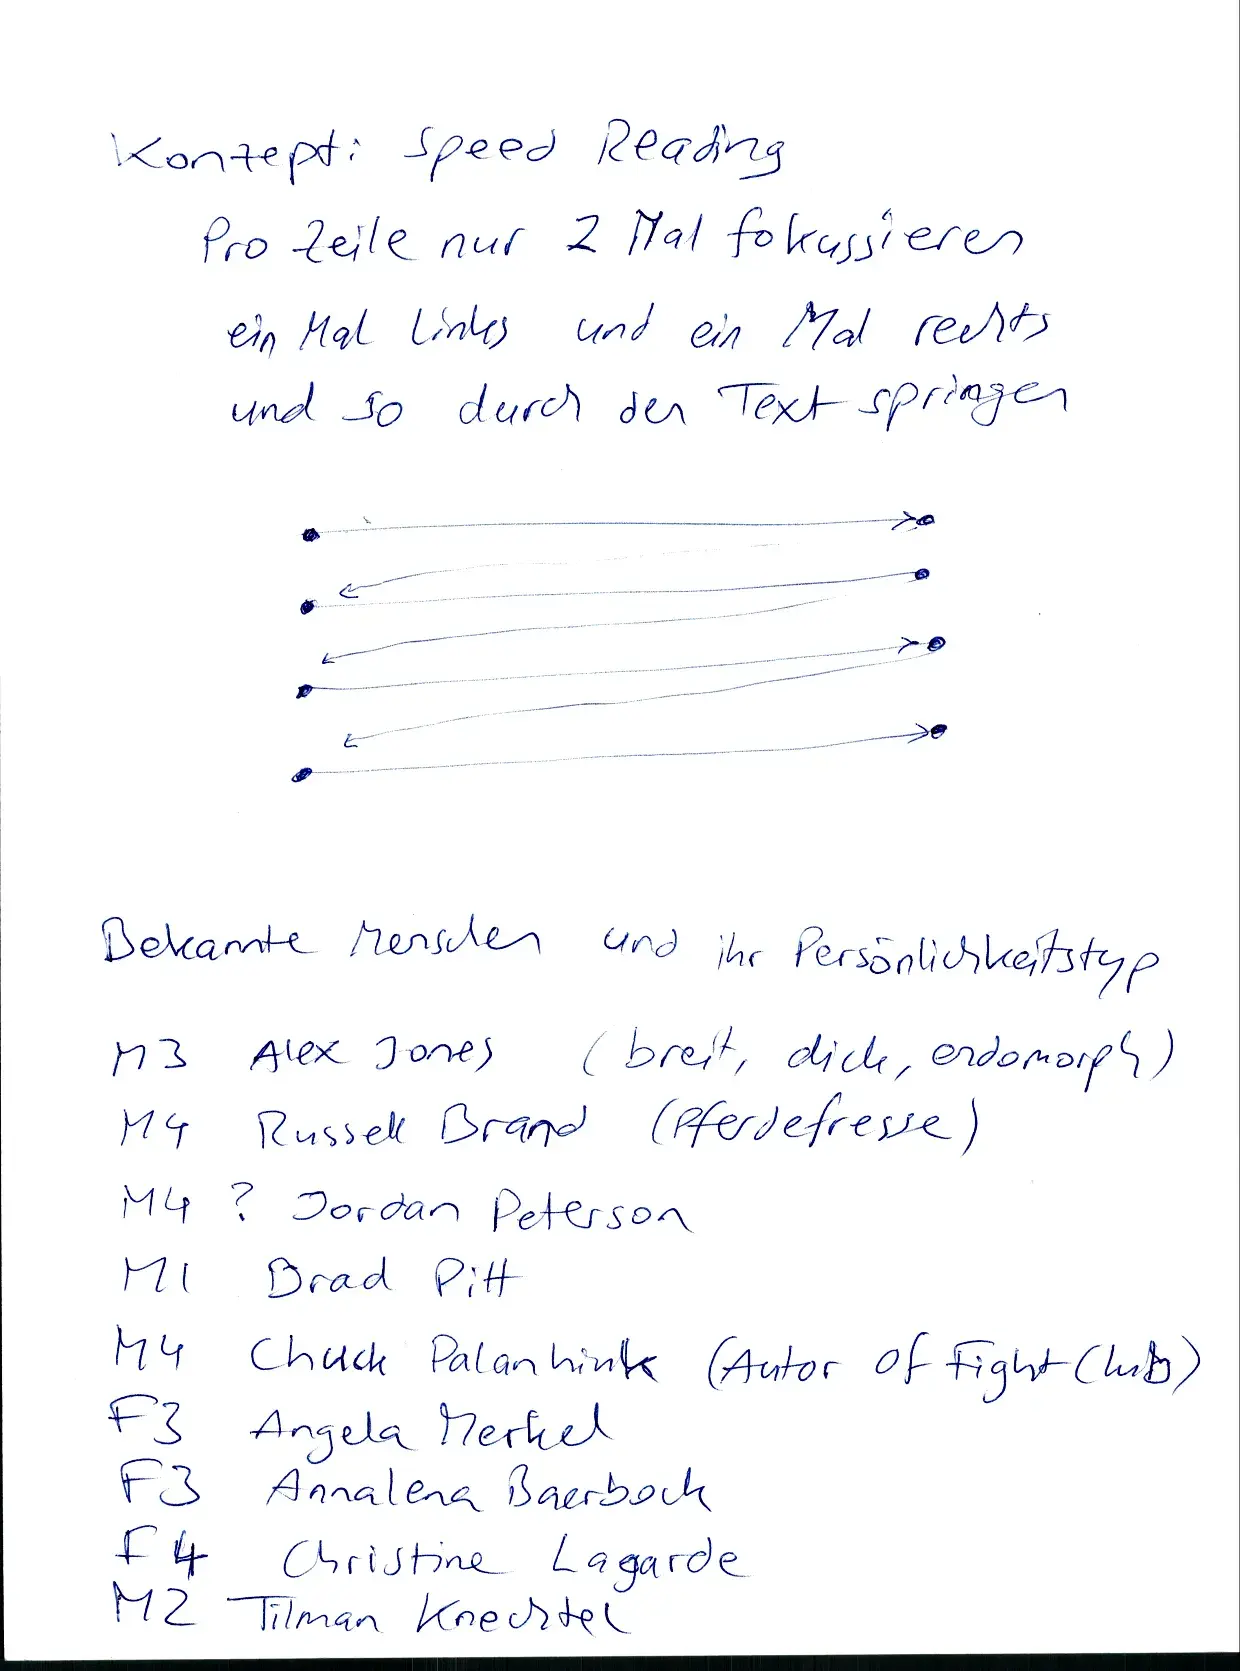 Konzept: Speed Reading
Pro Zeile nur 2 Mal fokussieren
ein Mal Links und ein Mal rechts
und so durch den Text springen
Bekannte Menschen und ihr Persönlichkeitstyp
M3 Alex Jones (breit, dick, endomorph)
M4 Russell Brand (Pferdefresse)
M4 ? Jordan Peterson
M1 Brad Pitt
M4 Chuck Palanhink (Autor of Fight Club)
F3 Angela Merkel
F3 Annalena Baerbock
F4 Christine Lagarde
M2 Tilman Knechtel